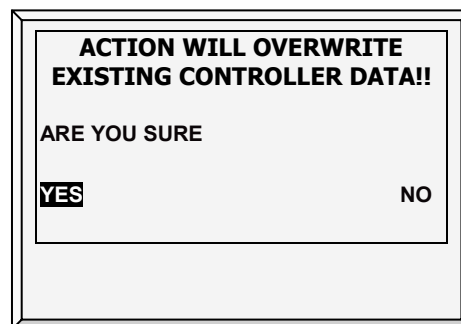 ACTION WILL OVERWRITE
EXISTING CONTROLLER DATA!!
ARE YOU SURE
YES NO